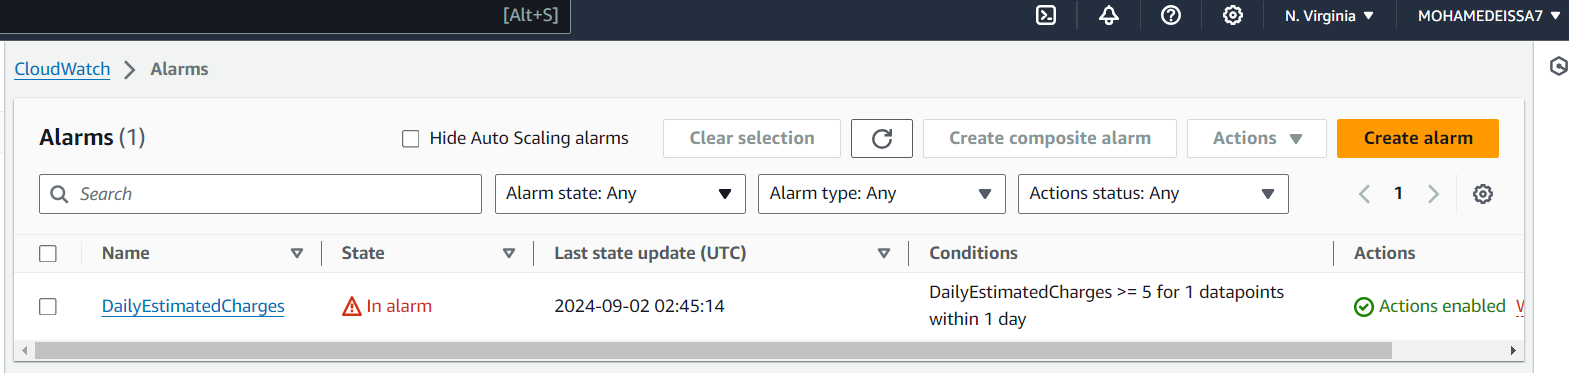 [Alt+S]
N. Virginia
MOHAMEDEISSA7
CloudWatch
Alarms
Alarms (1)
Hide Auto Scaling alarms
Clear selection
Create composite alarm
Actions
Create alarm
Search
Alarm state: Any
Alarm type: Any
Actions status: Any
1
Name
State
Last state update (UTC)
Conditions
Actions
DailyEstimatedCharges
In alarm
2024-09-02 02:45:14
DailyEstimatedCharges >= 5 for 1 datapoints
within 1 day
Actions enabled